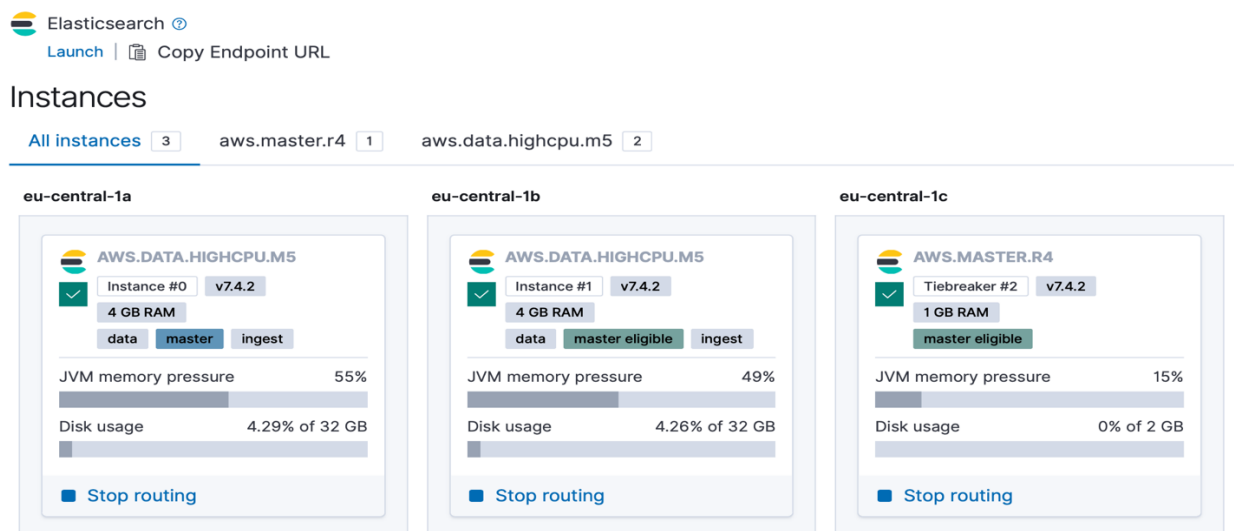 Elasticsearch
Launch | Copy Endpoint URL
Instances
All instances 3 aws.master.r4 1 aws.data.highcpu.m5 2
eu-central-1a
AWS.DATA.HIGHCPU.M5
Instance #0 v7.4.2
4 GB RAM
data master ingest
JVM memory pressure 55%
Disk usage 4.29% of 32 GB
Stop routing
eu-central-1b
AWS.DATA.HIGHCPU.M5
Instance #1 v7.4.2
4 GB RAM
data master eligible ingest
JVM memory pressure 49%
Disk usage 4.26% of 32 GB
Stop routing
eu-central-1c
AWS.MASTER.R4
Tiebreaker #2 v7.4.2
1 GB RAM
master eligible
JVM memory pressure 15%
Disk usage 0% of 2 GB
Stop routing